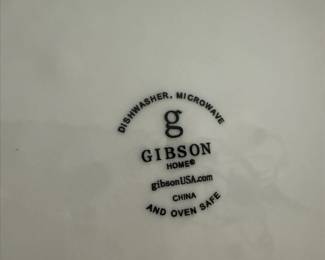 DISHWASHER, MICROWAVE
g
GIBSON
HOME®
gibsonUSA.com
CHINA
AND OVEN SAFE